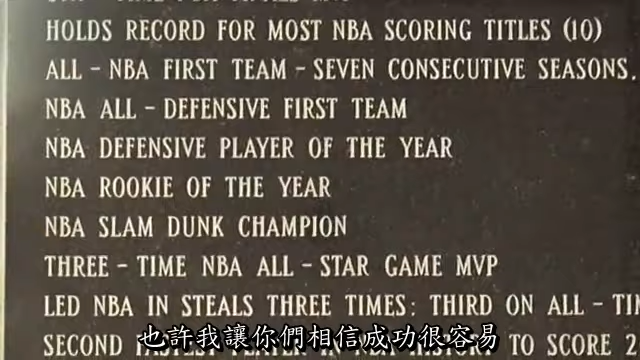 HOLDS RECORD FOR MOST NBA SCORING TITLES (10)
ALL - NBA FIRST TEAM - SEVEN CONSECUTIVE SEASONS.
NBA ALL - DEFENSIVE FIRST TEAM
NBA DEFENSIVE PLAYER OF THE YEAR
NBA ROOKIE OF THE YEAR
NBA SLAM DUNK CHAMPION
THREE - TIME NBA ALL - STAR GAME MVP
LED NBA IN STEALS THREE TIMES: THIRD ON ALL - TI
SECOND TO SCORE 2
也許我讓你們相信成功很容易